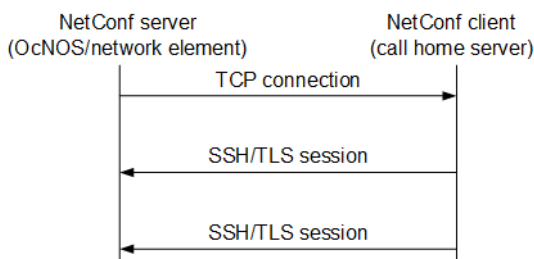 NetConf server
(OcNOS/network element)
NetConf client
(call home server)
TCP connection
SSH/TLS session
SSH/TLS session